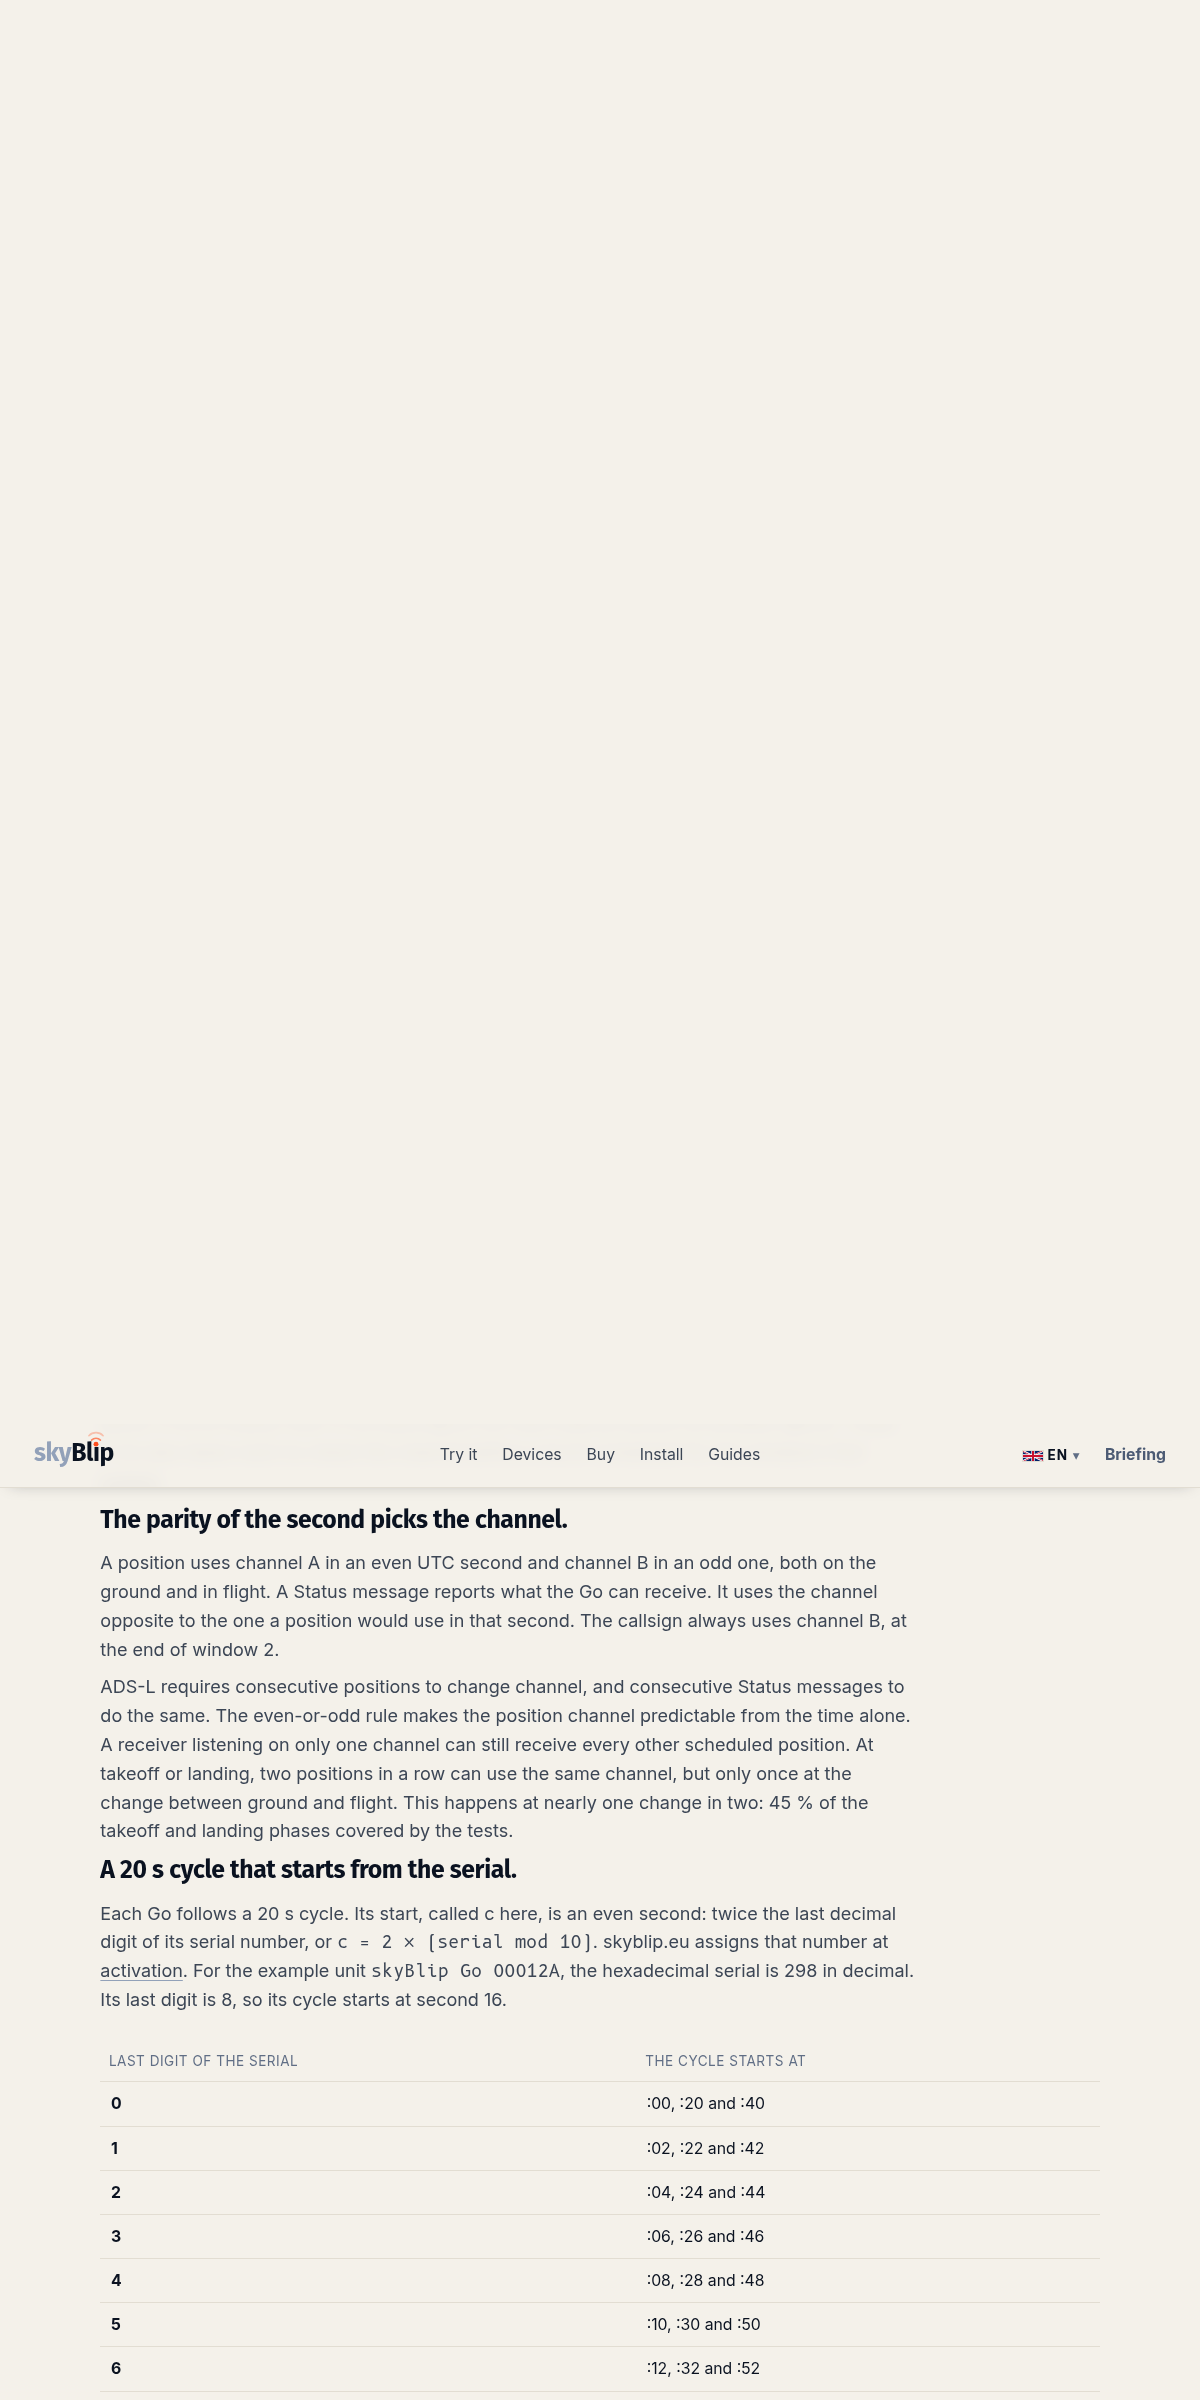 skyBlip
Try it Devices Buy Install Guides
EN ▾ Briefing
The parity of the second picks the channel.
A position uses channel A in an even UTC second and channel B in an odd one, both on the
ground and in flight. A Status message reports what the Go can receive. It uses the channel
opposite to the one a position would use in that second. The callsign always uses channel B, at
the end of window 2.
ADS-L requires consecutive positions to change channel, and consecutive Status messages to
do the same. The even-or-odd rule makes the position channel predictable from the time alone.
A receiver listening on only one channel can still receive every other scheduled position. At
takeoff or landing, two positions in a row can use the same channel, but only once at the
change between ground and flight. This happens at nearly one change in two: 45 % of the
takeoff and landing phases covered by the tests.
A 20 s cycle that starts from the serial.
Each Go follows a 20 s cycle. Its start, called c here, is an even second: twice the last decimal
digit of its serial number, or c = 2 × (serial mod 10). skyblip.eu assigns that number at
activation. For the example unit skyBlip Go 00012A, the hexadecimal serial is 298 in decimal.
Its last digit is 8, so its cycle starts at second 16.
LAST DIGIT OF THE SERIAL THE CYCLE STARTS AT
0 :00, :20 and :40
1 :02, :22 and :42
2 :04, :24 and :44
3 :06, :26 and :46
4 :08, :28 and :48
5 :10, :30 and :50
6 :12, :32 and :52